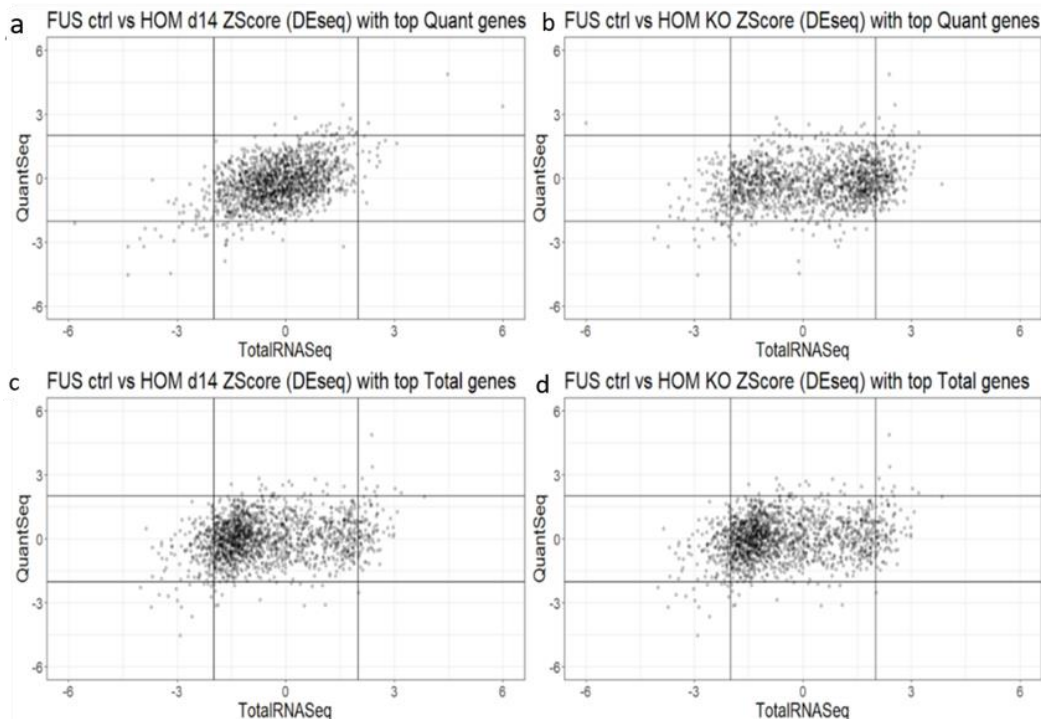 a FUS ctrl vs HOM d14 ZScore (DEseq) with top Quant genes
6
3
0
-3
-6
QuantSeq
-6 -3 0 3 6
TotalRNASeq
b FUS ctrl vs HOM KO ZScore (DEseq) with top Quant genes
6
3
0
-3
-6
QuantSeq
-6 -3 0 3 6
TotalRNASeq
c FUS ctrl vs HOM d14 ZScore (DEseq) with top Total genes
6
3
0
-3
-6
QuantSeq
-6 -3 0 3 6
TotalRNASeq
d FUS ctrl vs HOM KO ZScore (DEseq) with top Total genes
6
3
0
-3
-6
QuantSeq
-6 -3 0 3 6
TotalRNASeq